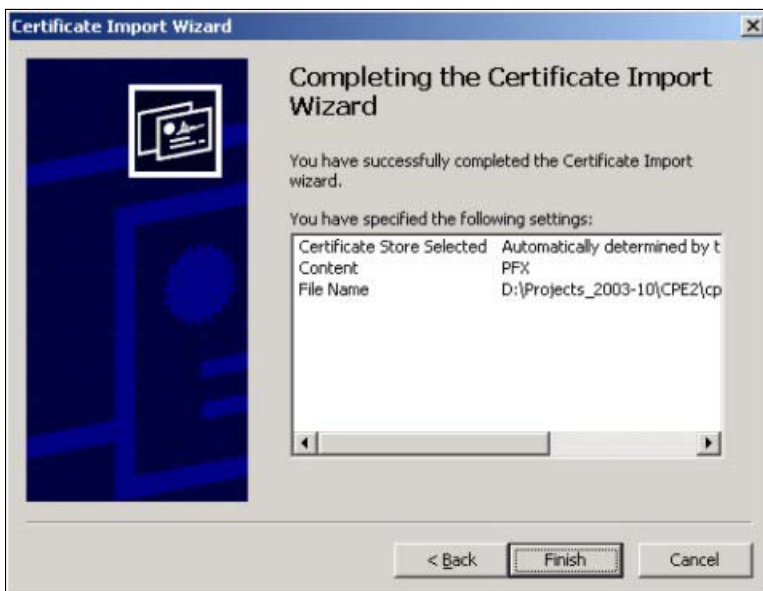 Certificate Import Wizard
Completing the Certificate Import
Wizard
You have successfully completed the Certificate Import
wizard.
You have specified the following settings:
Certificate Store Selected Automatically determined by t
Content PFX
File Name D:\Projects_2003-10\CPE2\cp
< Back Finish Cancel